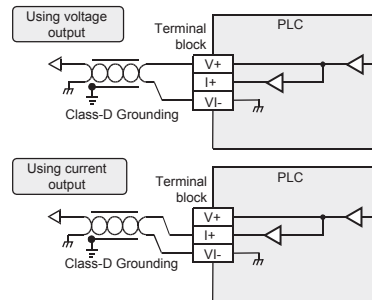 Using voltage
output
Terminal
block
PLC
V+
I+
VI-
Class-D Grounding
Using current
output
Terminal
block
PLC
V+
I+
VI-
Class-D Grounding